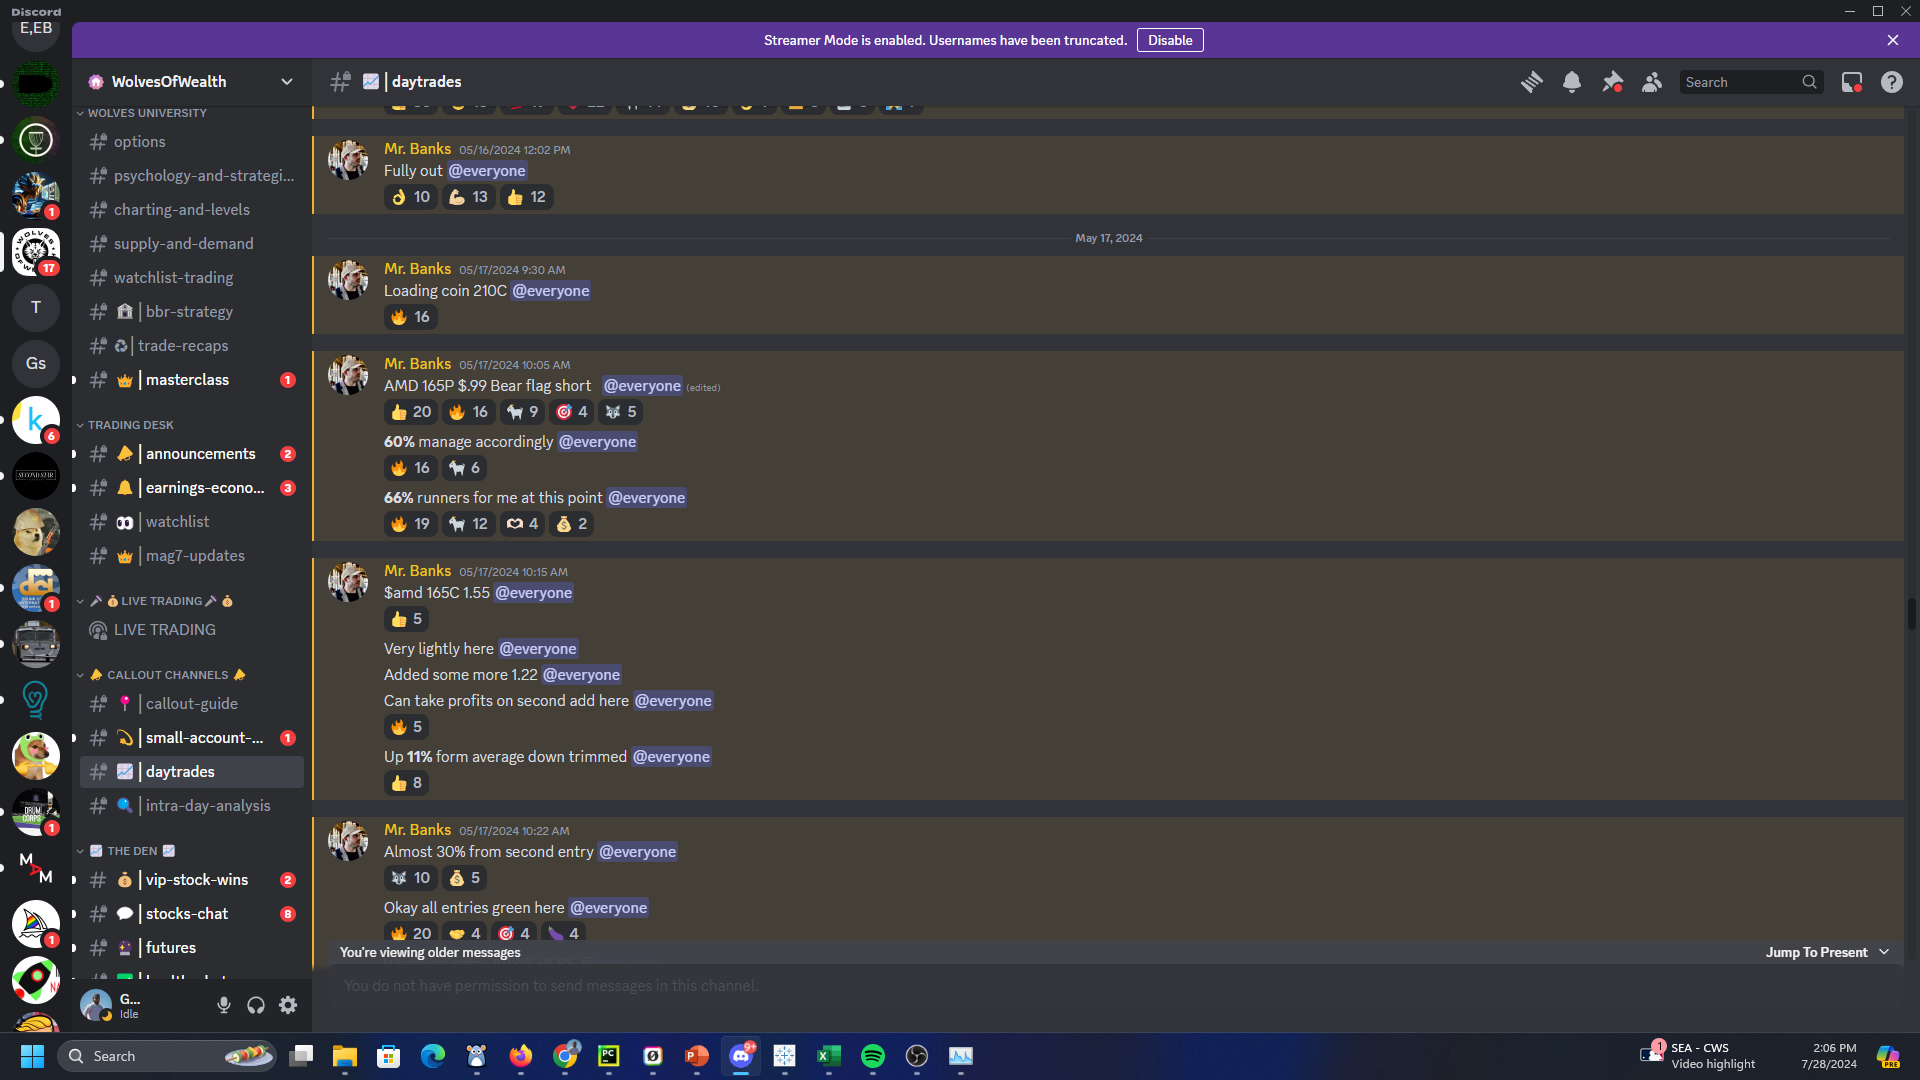 Discord
E,EB
Streamer Mode is enabled. Usernames have been truncated. Disable
WolvesOfWealth
| daytrades
Search
WOLVES UNIVERSITY
options
psychology-and-strategi...
charting-and-levels
supply-and-demand
watchlist-trading
| bbr-strategy
| trade-recaps
| masterclass 1
TRADING DESK
| announcements 2
| earnings-econo... 3
| watchlist
| mag7-updates
LIVE TRADING
LIVE TRADING
CALLOUT CHANNELS
| callout-guide
| small-account-... 1
| daytrades
| intra-day-analysis
THE DEN
| vip-stock-wins 2
| stocks-chat 8
| futures
G...
Idle
1
17
T
Gs
k
6
SECOND STAR
dci
1
DRUM CORPS
1
M A M
1
Mr. Banks 05/16/2024 12:02 PM
Fully out @everyone
10 13 12
May 17, 2024
Mr. Banks 05/17/2024 9:30 AM
Loading coin 210C @everyone
16
Mr. Banks 05/17/2024 10:05 AM
AMD 165P $.99 Bear flag short @everyone (edited)
20 16 9 4 5
60% manage accordingly @everyone
16 6
66% runners for me at this point @everyone
19 12 4 2
Mr. Banks 05/17/2024 10:15 AM
$amd 165C 1.55 @everyone
5
Very lightly here @everyone
Added some more 1.22 @everyone
Can take profits on second add here @everyone
5
Up 11% form average down trimmed @everyone
8
Mr. Banks 05/17/2024 10:22 AM
Almost 30% from second entry @everyone
10 5
Okay all entries green here @everyone
20 4 4 4
You're viewing older messages
Jump To Present
You do not have permission to send messages in this channel.
Search
PC
9+
1
SEA - CWS
Video highlight
2:06 PM
7/28/2024
PRE